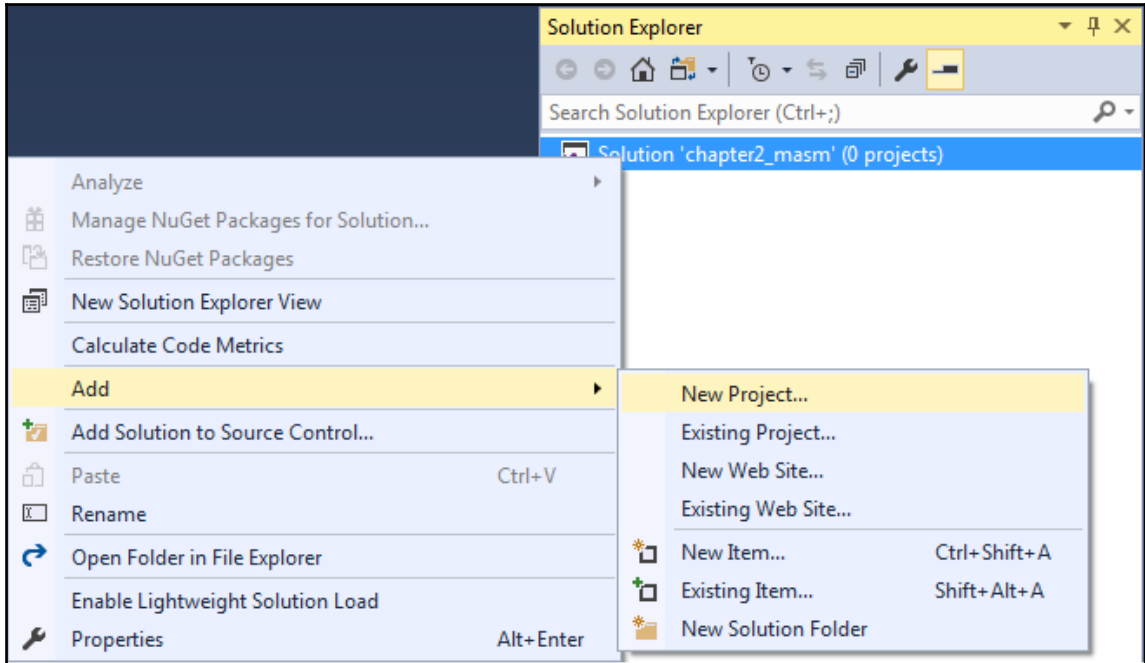 Solution Explorer
Search Solution Explorer (Ctrl+;)
Solution 'chapter2_masm' (0 projects)
Analyze
Manage NuGet Packages for Solution...
Restore NuGet Packages
New Solution Explorer View
Calculate Code Metrics
Add
Add Solution to Source Control...
Paste Ctrl+V
Rename
Open Folder in File Explorer
Enable Lightweight Solution Load
Properties Alt+Enter
New Project...
Existing Project...
New Web Site...
Existing Web Site...
New Item... Ctrl+Shift+A
Existing Item... Shift+Alt+A
New Solution Folder